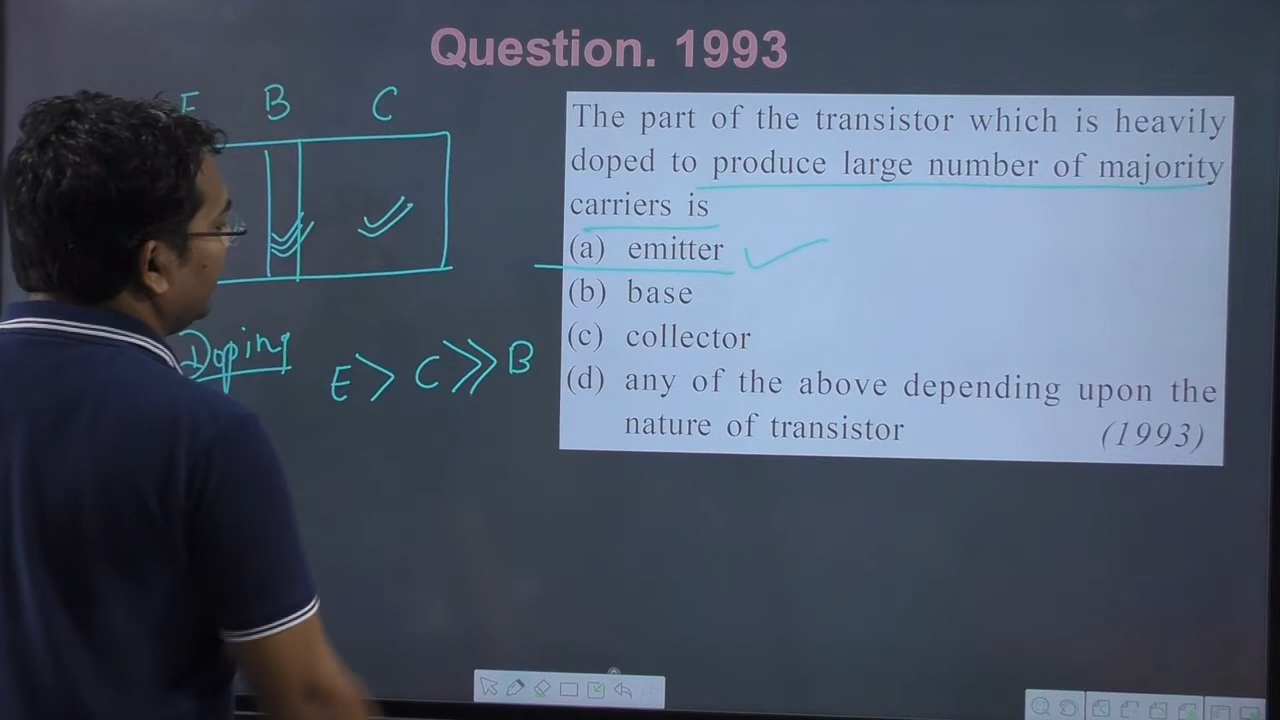 Question. 1993
E B C
The part of the transistor which is heavily
doped to produce large number of majority
carriers is
(a) emitter
(b) base
(c) collector
(d) any of the above depending upon the
nature of transistor (1993)
Doping
E > C >> B